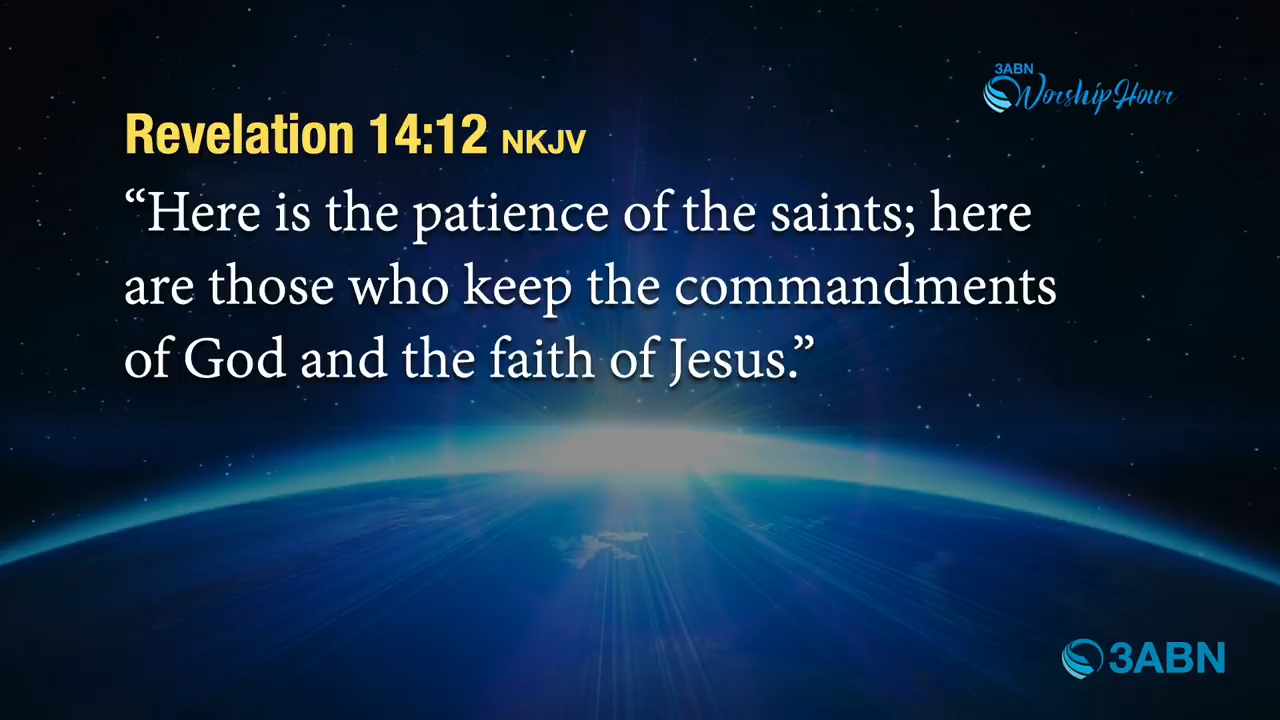 3ABN
Worship Hour
Revelation 14:12 NKJV
“Here is the patience of the saints; here
are those who keep the commandments
of God and the faith of Jesus.”
3ABN